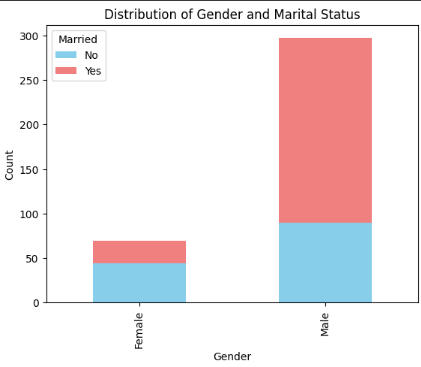 Distribution of Gender and Marital Status
Married
No
Yes
300
250
200
150
100
50
0
Count
Female
Male
Gender